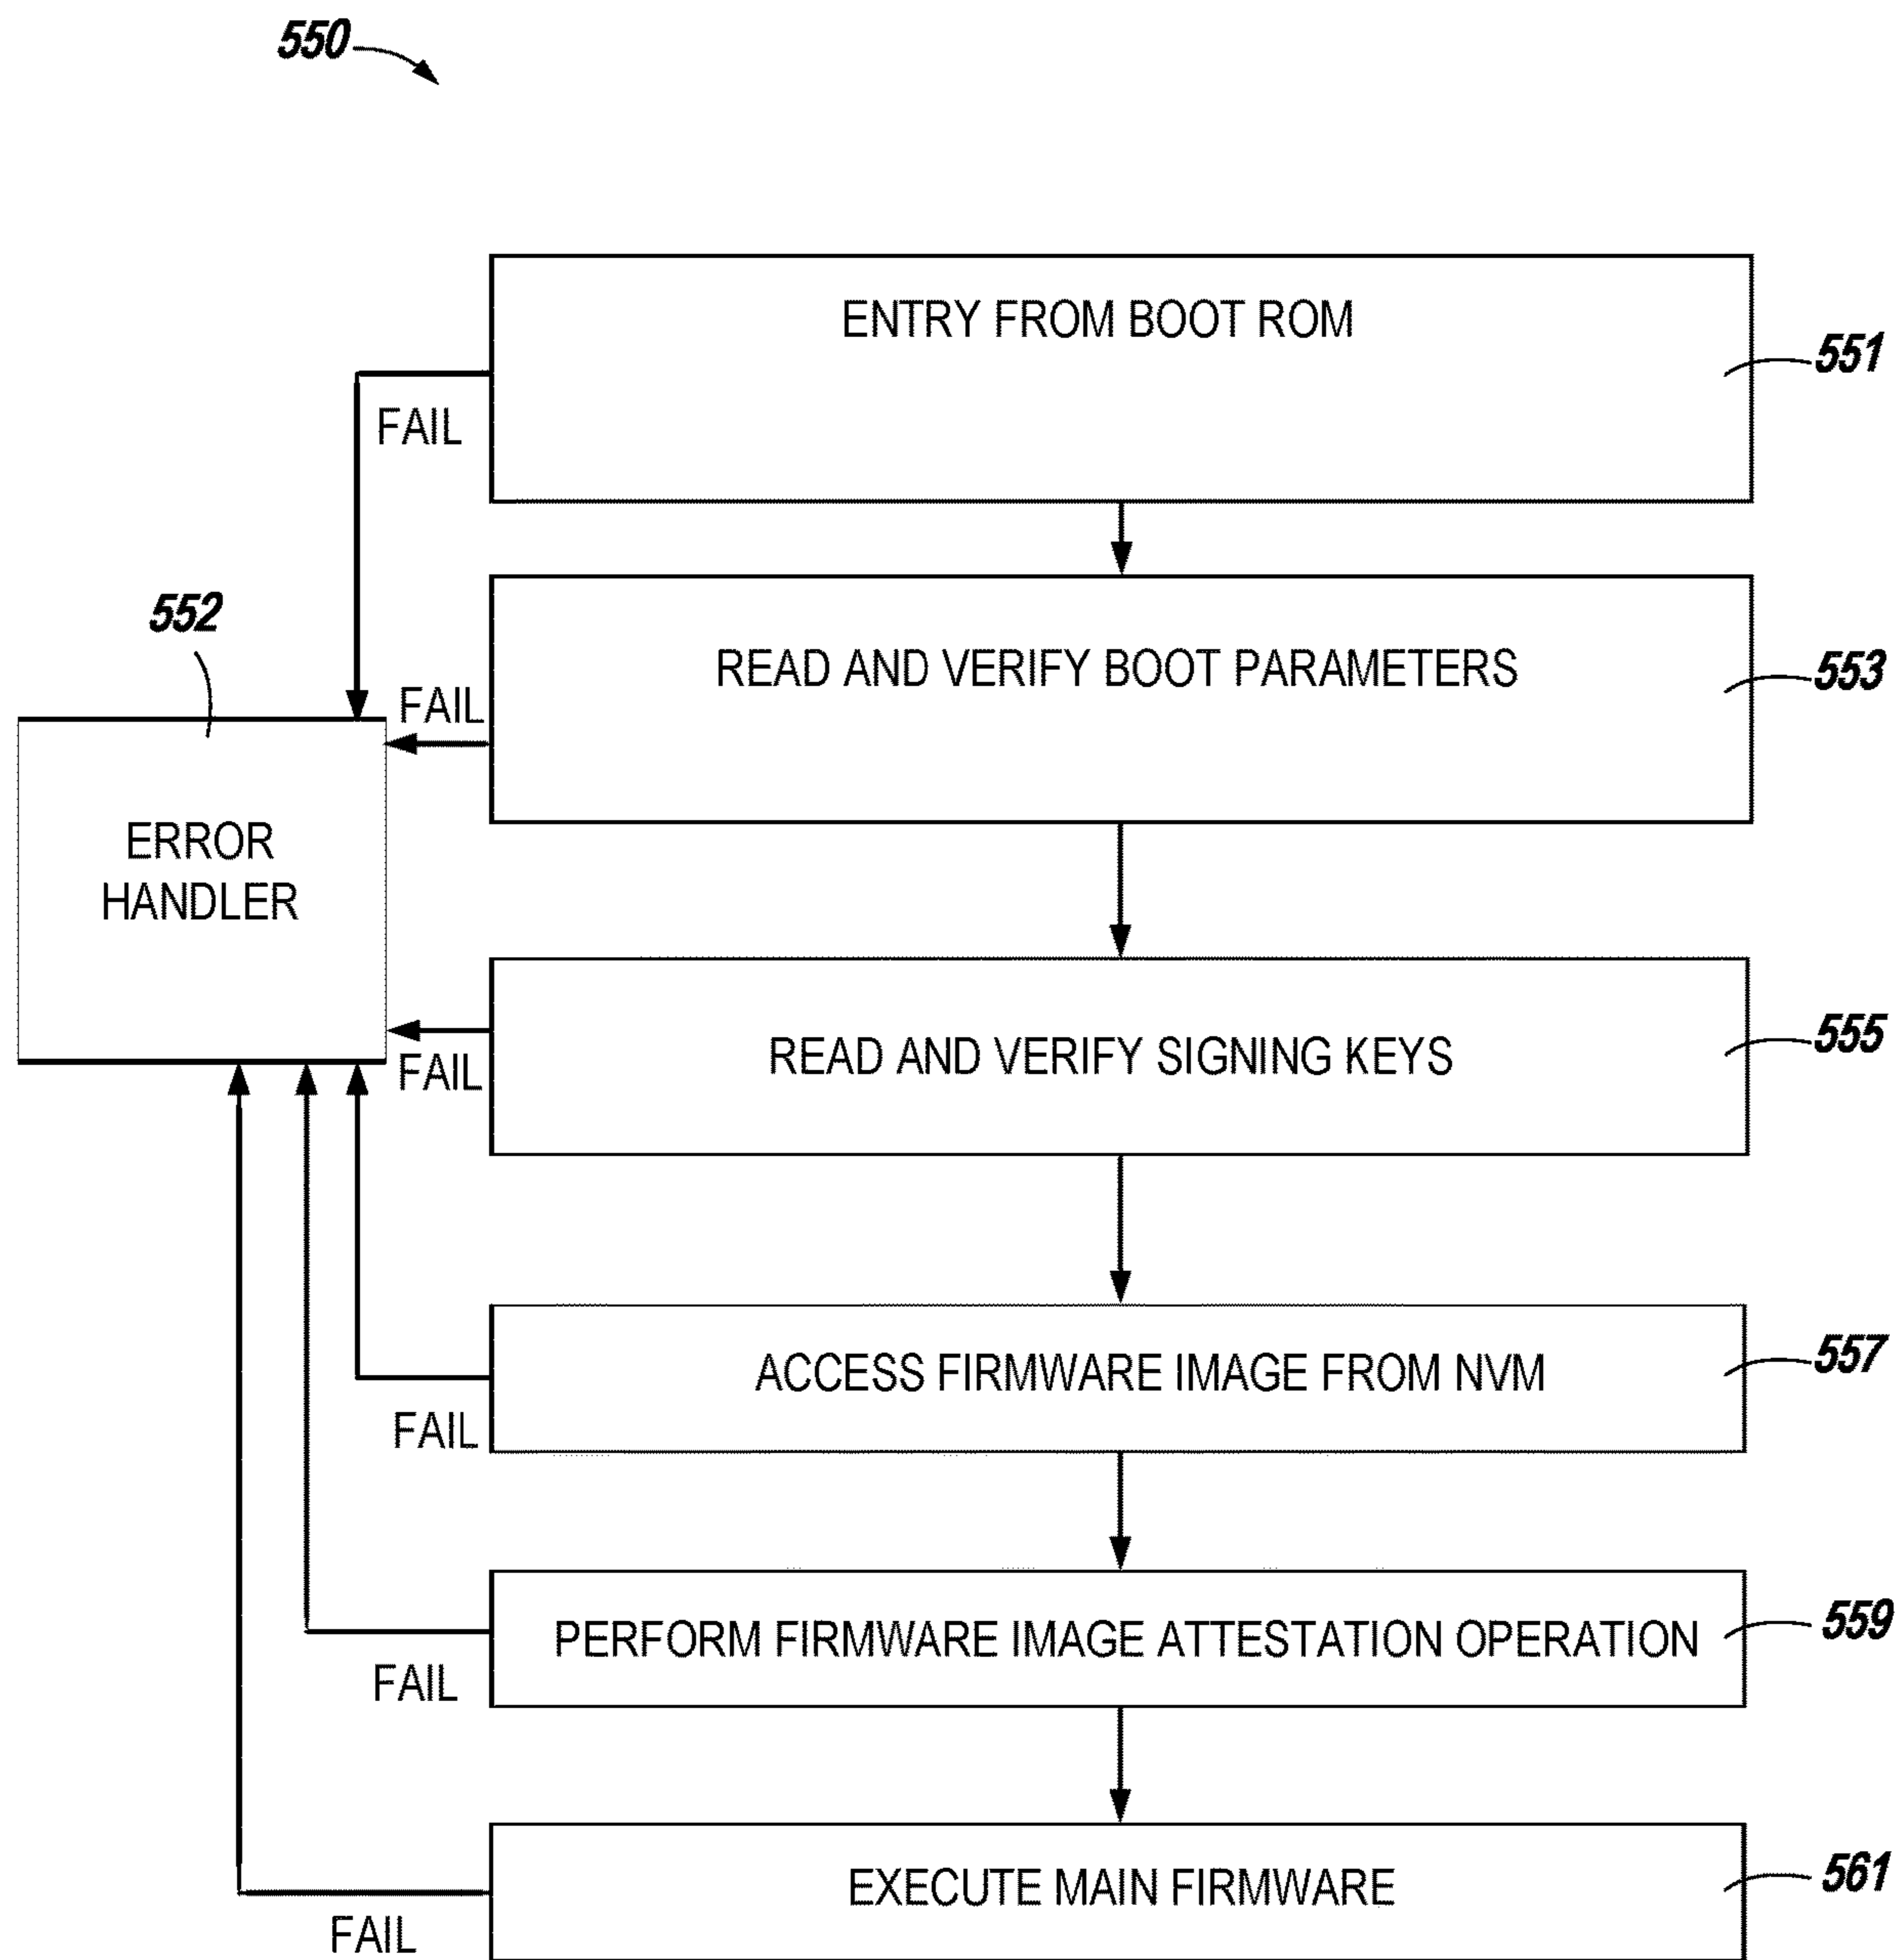 550
ENTRY FROM BOOT ROM
551
FAIL
552
READ AND VERIFY BOOT PARAMETERS
553
FAIL
ERROR
HANDLER
READ AND VERIFY SIGNING KEYS
555
FAIL
ACCESS FIRMWARE IMAGE FROM NVM
557
FAIL
PERFORM FIRMWARE IMAGE ATTESTATION OPERATION
559
FAIL
EXECUTE MAIN FIRMWARE
561
FAIL